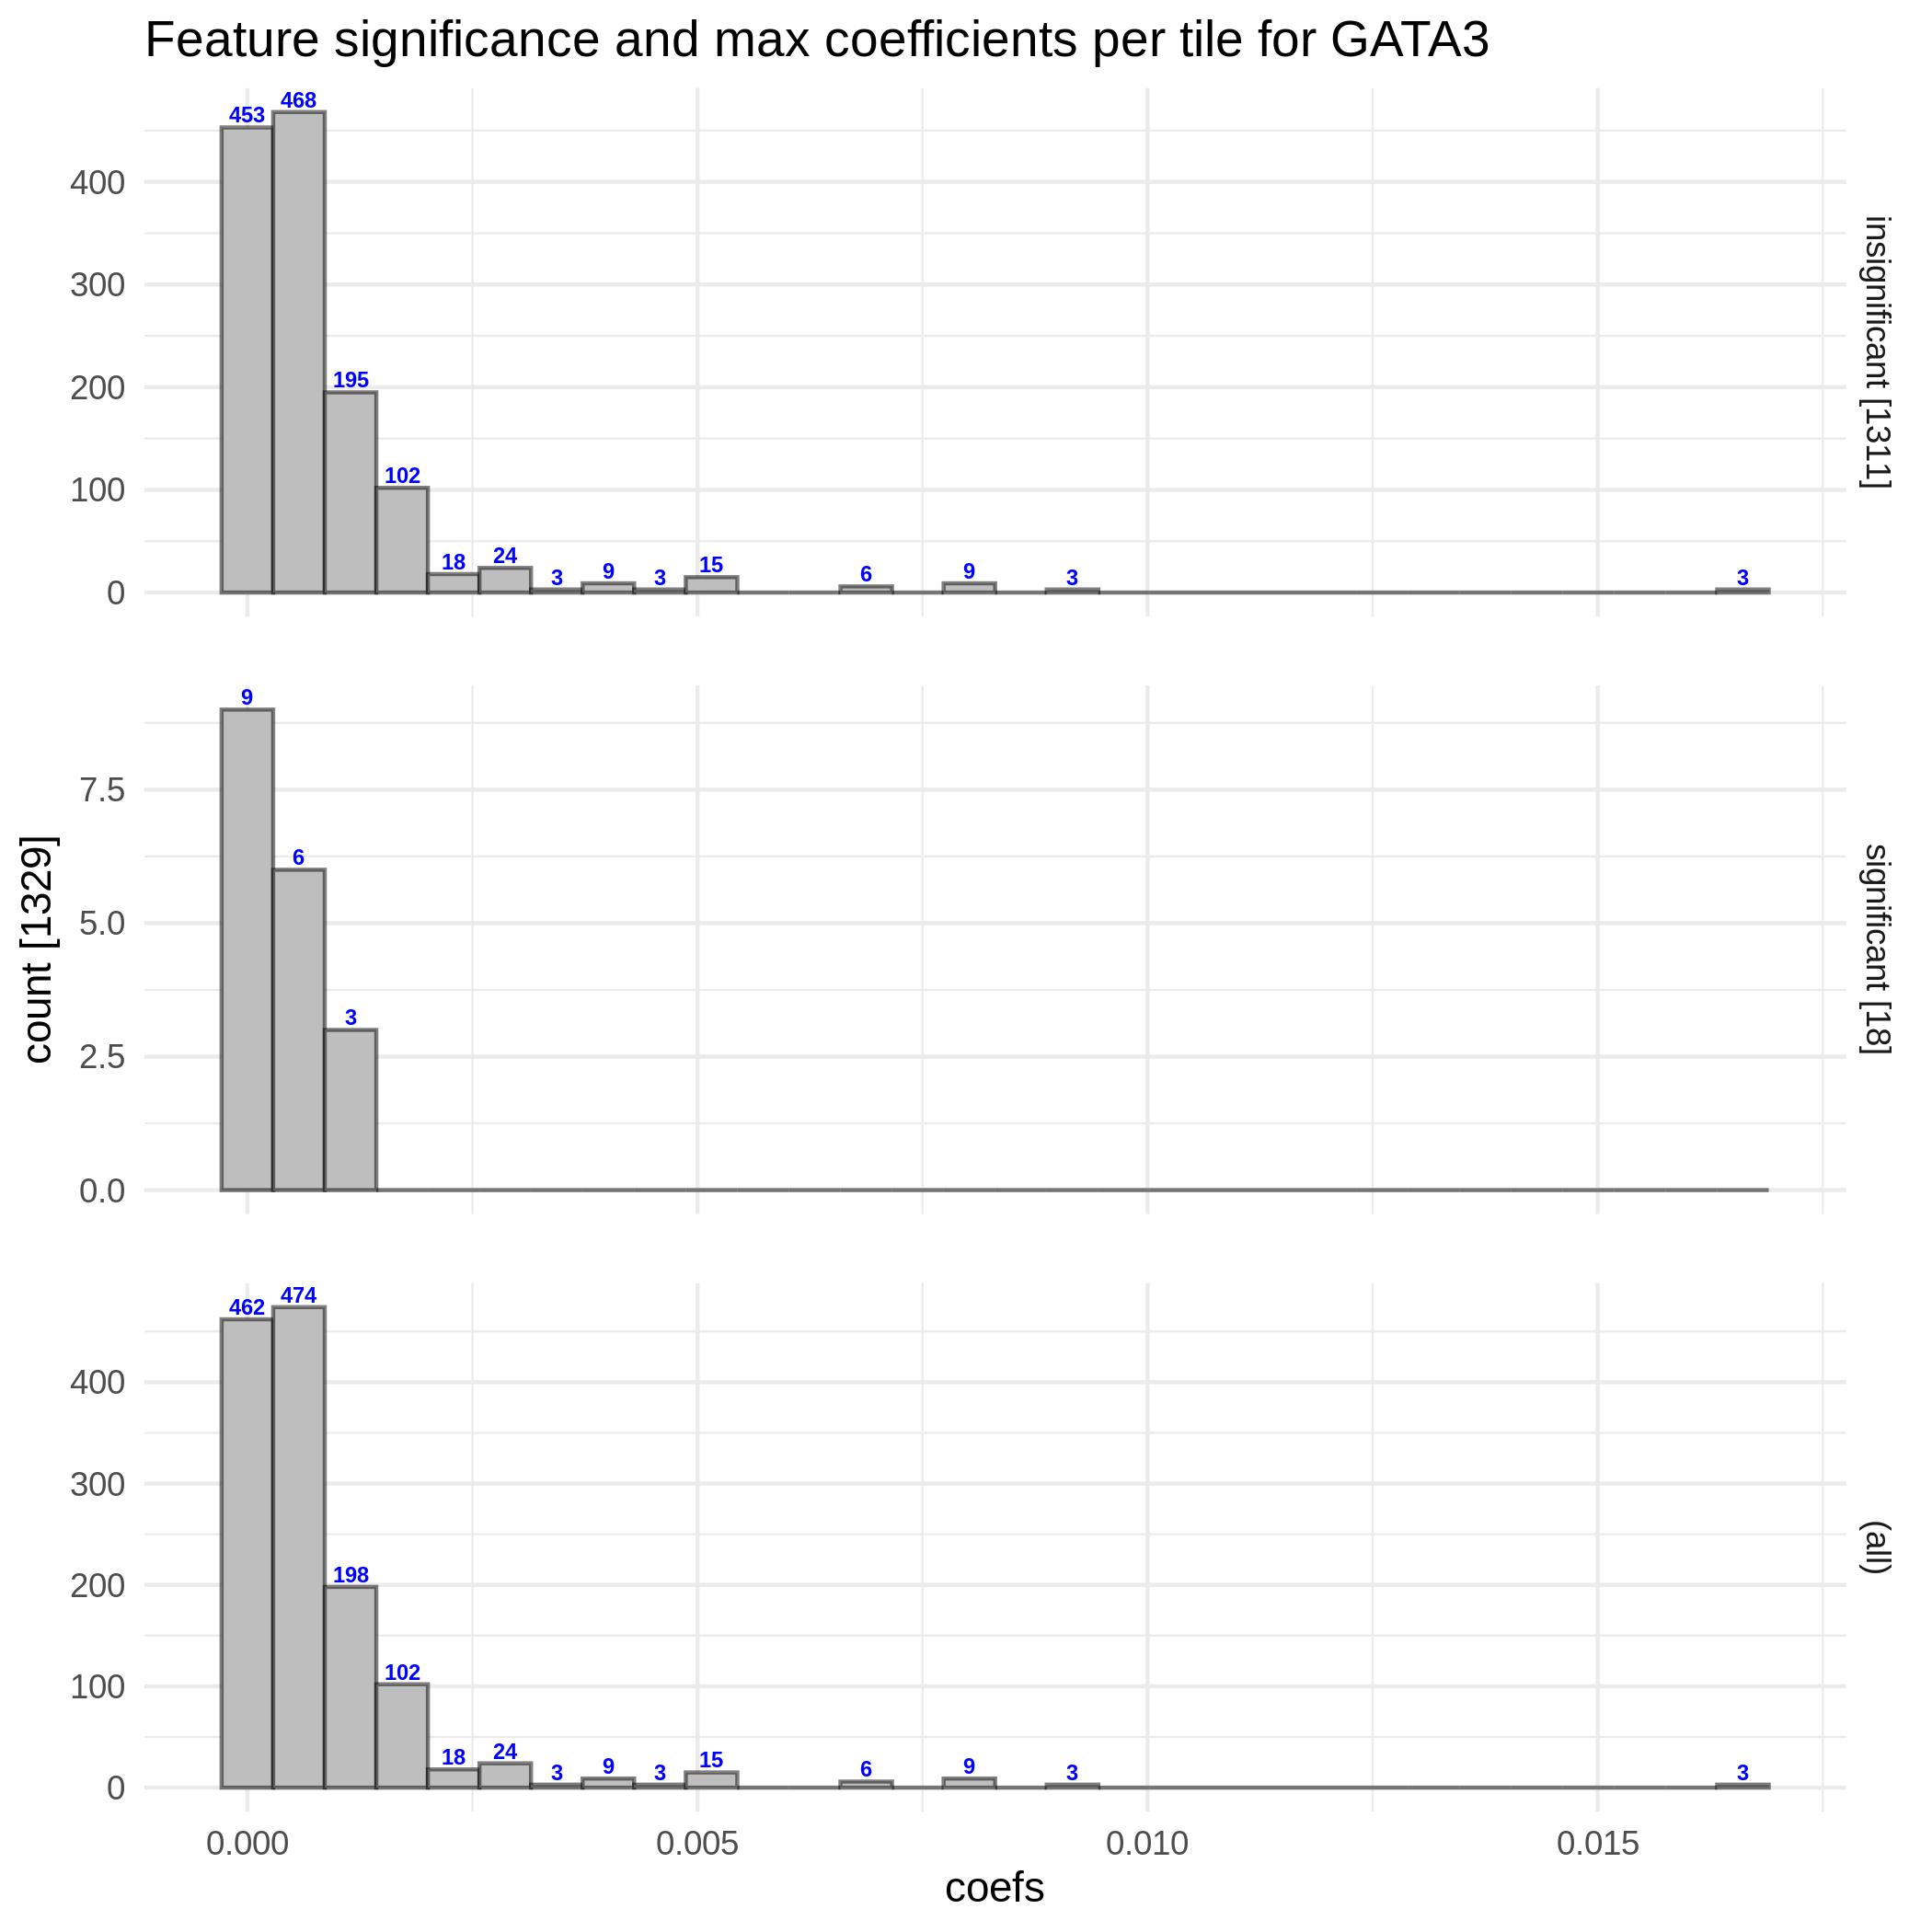 Feature significance and max coefficients per tile for GATA3
453 468 195 102 18 24 3 9 3 15 6 9 3 3
400
300
200
100
0
insignificant [1311]
9 6 3
7.5
5.0
2.5
0.0
significant [18]
count [1329]
462 474 198 102 18 24 3 9 3 15 6 9 3 3
400
300
200
100
0
(all)
0.000 0.005 0.010 0.015
coefs